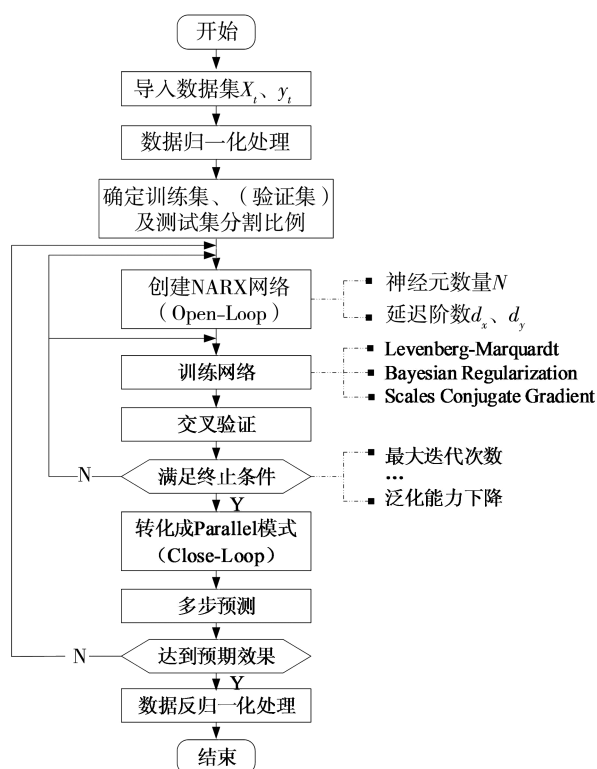 开始
导入数据集Xt、yt
数据归一化处理
确定训练集、（验证集）
及测试集分割比例
创建NARX网络
（Open-Loop）
神经元数量N
延迟阶数dx、dy
训练网络
Levenberg-Marquardt
Bayesian Regularization
Scales Conjugate Gradient
交叉验证
N
满足终止条件
最大迭代次数
...
泛化能力下降
Y
转化成Parallel模式
（Close-Loop）
多步预测
N
达到预期效果
Y
数据反归一化处理
结束